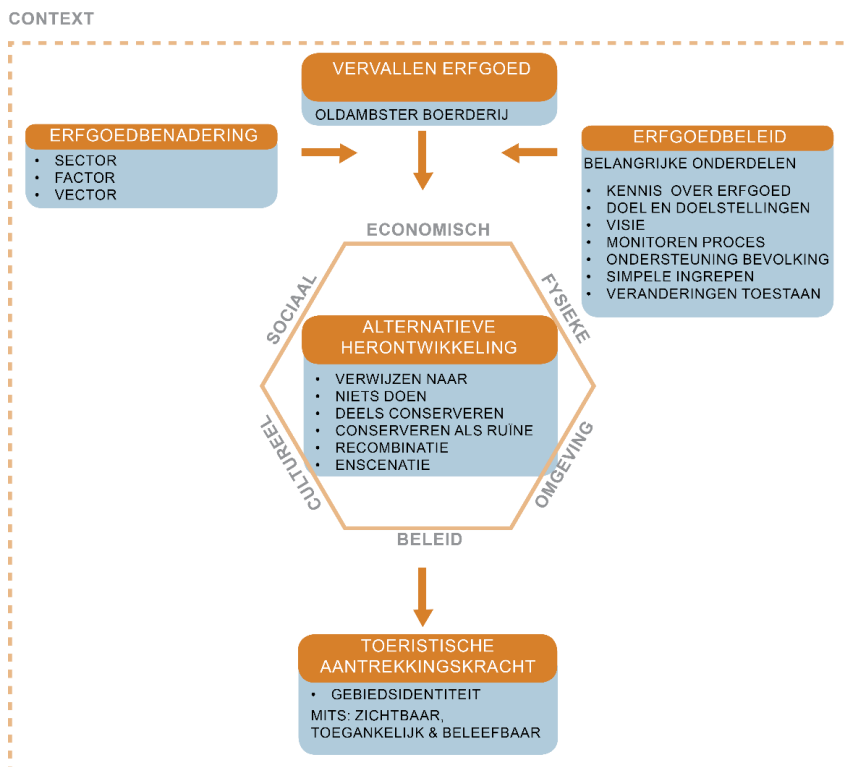 CONTEXT
VERVALLEN ERFGOED
OLDAMBSTER BOERDERIJ
ERFGOEDBENADERING
• SECTOR
• FACTOR
• VECTOR
ERFGOEDBELEID
BELANGRIJKE ONDERDELEN
• KENNIS OVER ERFGOED
• DOEL EN DOELSTELLINGEN
• VISIE
• MONITOREN PROCES
• ONDERSTEUNING BEVOLKING
• SIMPELE INGREPEN
• VERANDERINGEN TOESTAAN
ECONOMISCH
SOCIAAL
FYSIEKE
ALTERNATIEVE
HERONTWIKKELING
• VERWIJZEN NAAR
• NIETS DOEN
• DEELS CONSERVEREN
• CONSERVEREN ALS RUÏNE
• RECOMBINATIE
• ENSCENATIE
CULTUREEL
OMGEVING
BELEID
TOERISTISCHE
AANTREKKINGSKRACHT
• GEBIEDSIDENTITEIT
MITS: ZICHTBAAR,
TOEGANKELIJK & BELEEFBAAR